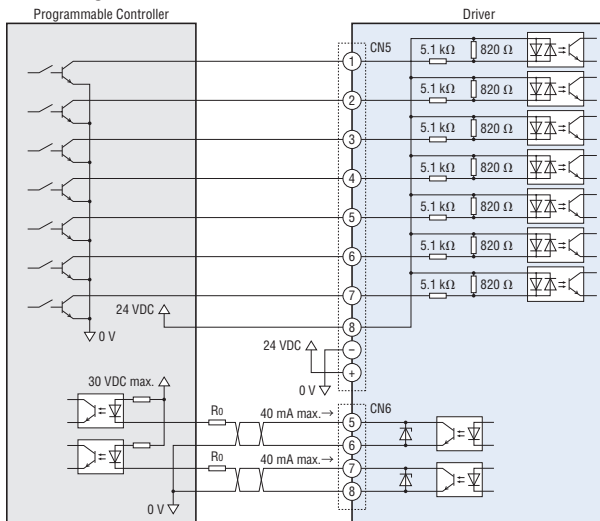 Programmable Controller
Driver
CN5
1
5.1 kΩ
820 Ω
2
5.1 kΩ
820 Ω
3
5.1 kΩ
820 Ω
4
5.1 kΩ
820 Ω
5
5.1 kΩ
820 Ω
6
5.1 kΩ
820 Ω
7
5.1 kΩ
820 Ω
24 VDC
8
0 V
24 VDC
−
+
0 V
30 VDC max.
CN6
R0
40 mA max.→
5
6
R0
40 mA max.→
7
8
0 V